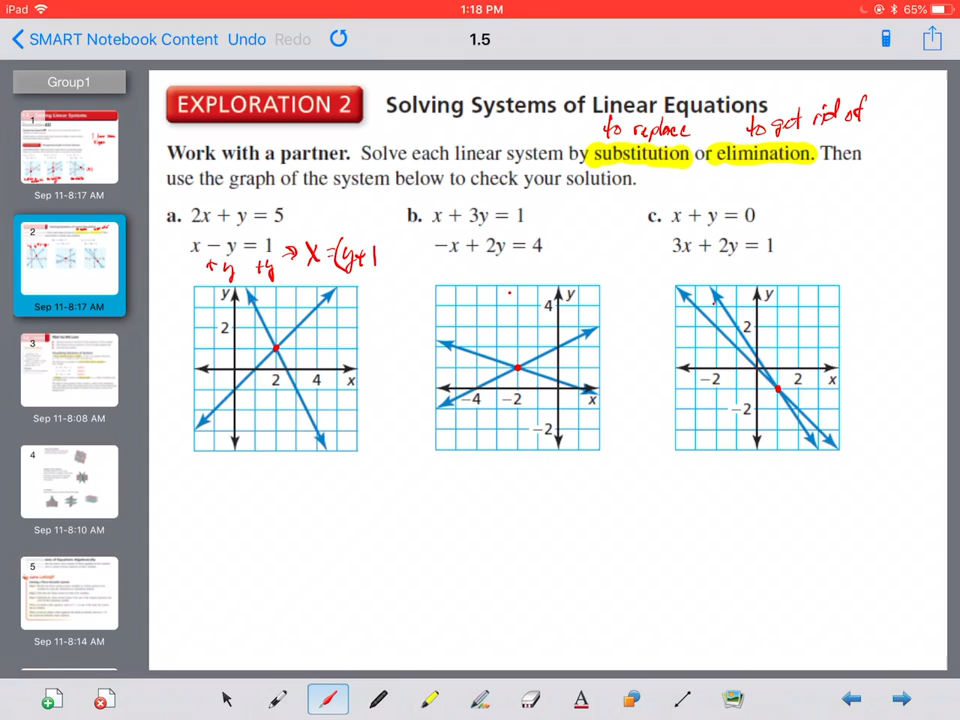 iPad 1:18 PM 65%
SMART Notebook Content Undo Redo 1.5
Group1
1
Sep 11-8:17 AM
2
Sep 11-8:17 AM
3
Sep 11-8:08 AM
4
Sep 11-8:10 AM
5
Sep 11-8:14 AM
EXPLORATION 2 Solving Systems of Linear Equations
to replace to get rid of
Work with a partner. Solve each linear system by substitution or elimination. Then
use the graph of the system below to check your solution.
a. 2x + y = 5 b. x + 3y = 1 c. x + y = 0
x − y = 1 → x = (y+1 −x + 2y = 4 3x + 2y = 1
+y +y
y
2
2 4 x
4 y
−4 −2 x
−2
y
2
−2 2 x
−2
A